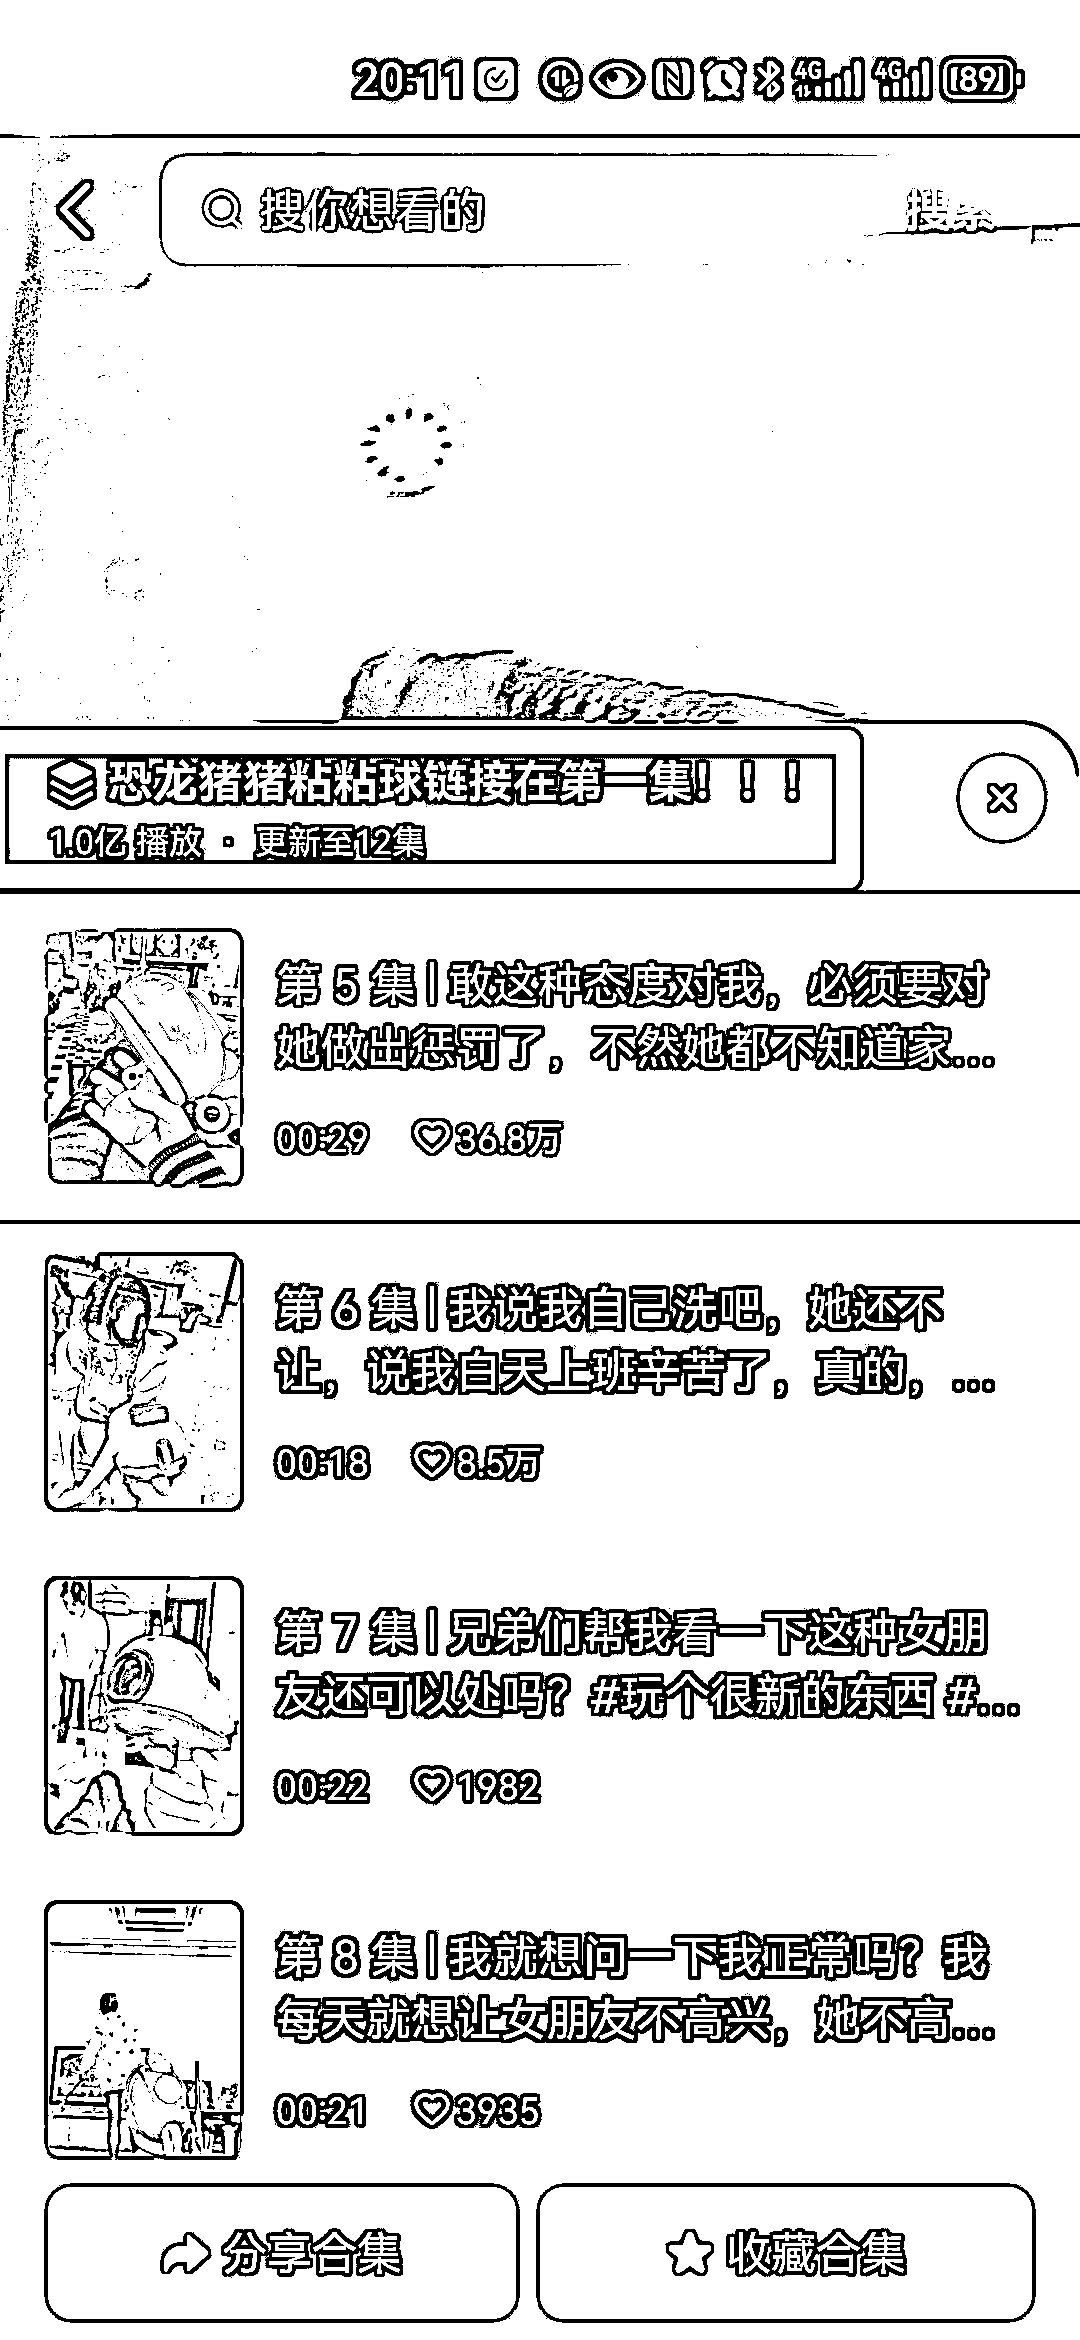 20:11 4G 4G 89
搜你想看的 搜索
恐龙猪猪粘粘球链接在第一集！！！
1.0亿 播放 · 更新至12集
第 5 集 | 敢这种态度对我，必须要对
她做出惩罚了，不然她都不知道家...
00:29 36.8万
第 6 集 | 我说我自己洗吧，她还不
让，说我白天上班辛苦了，真的，...
00:18 8.5万
第 7 集 | 兄弟们帮我看一下这种女朋
友还可以处吗？#玩个很新的东西 #...
00:22 1982
第 8 集 | 我就想问一下我正常吗？我
每天就想让女朋友不高兴，她不高...
00:21 3935
分享合集 收藏合集